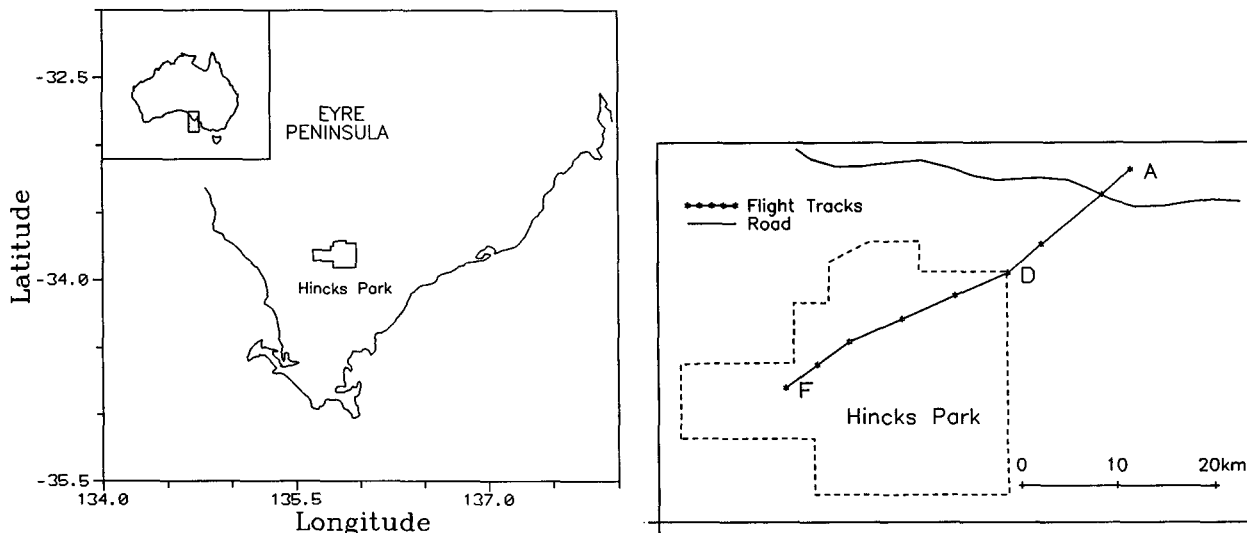 -32.5
EYRE
PENINSULA
Latitude
-34.0
Hincks Park
-35.5
134.0
135.5
137.0
Longitude
A
Flight Tracks
Road
D
F
Hincks Park
0
10
20km